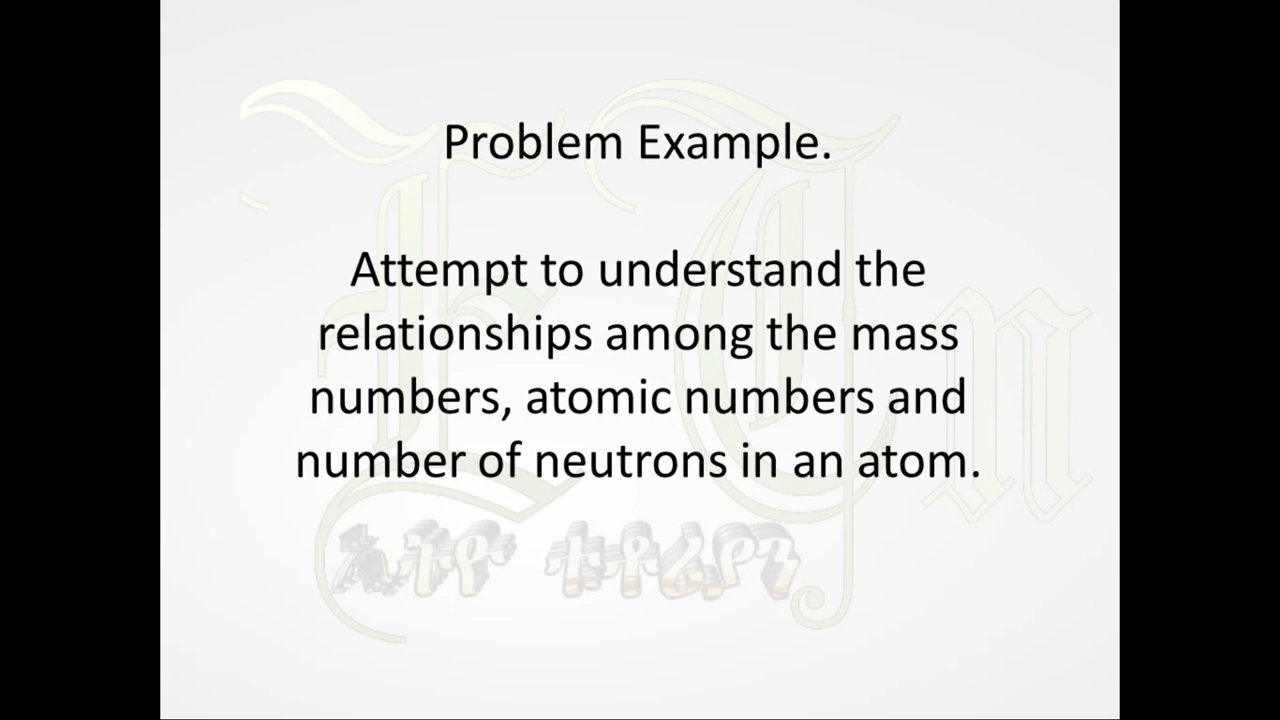 Problem Example.
Attempt to understand the
relationships among the mass
numbers, atomic numbers and
number of neutrons in an atom.